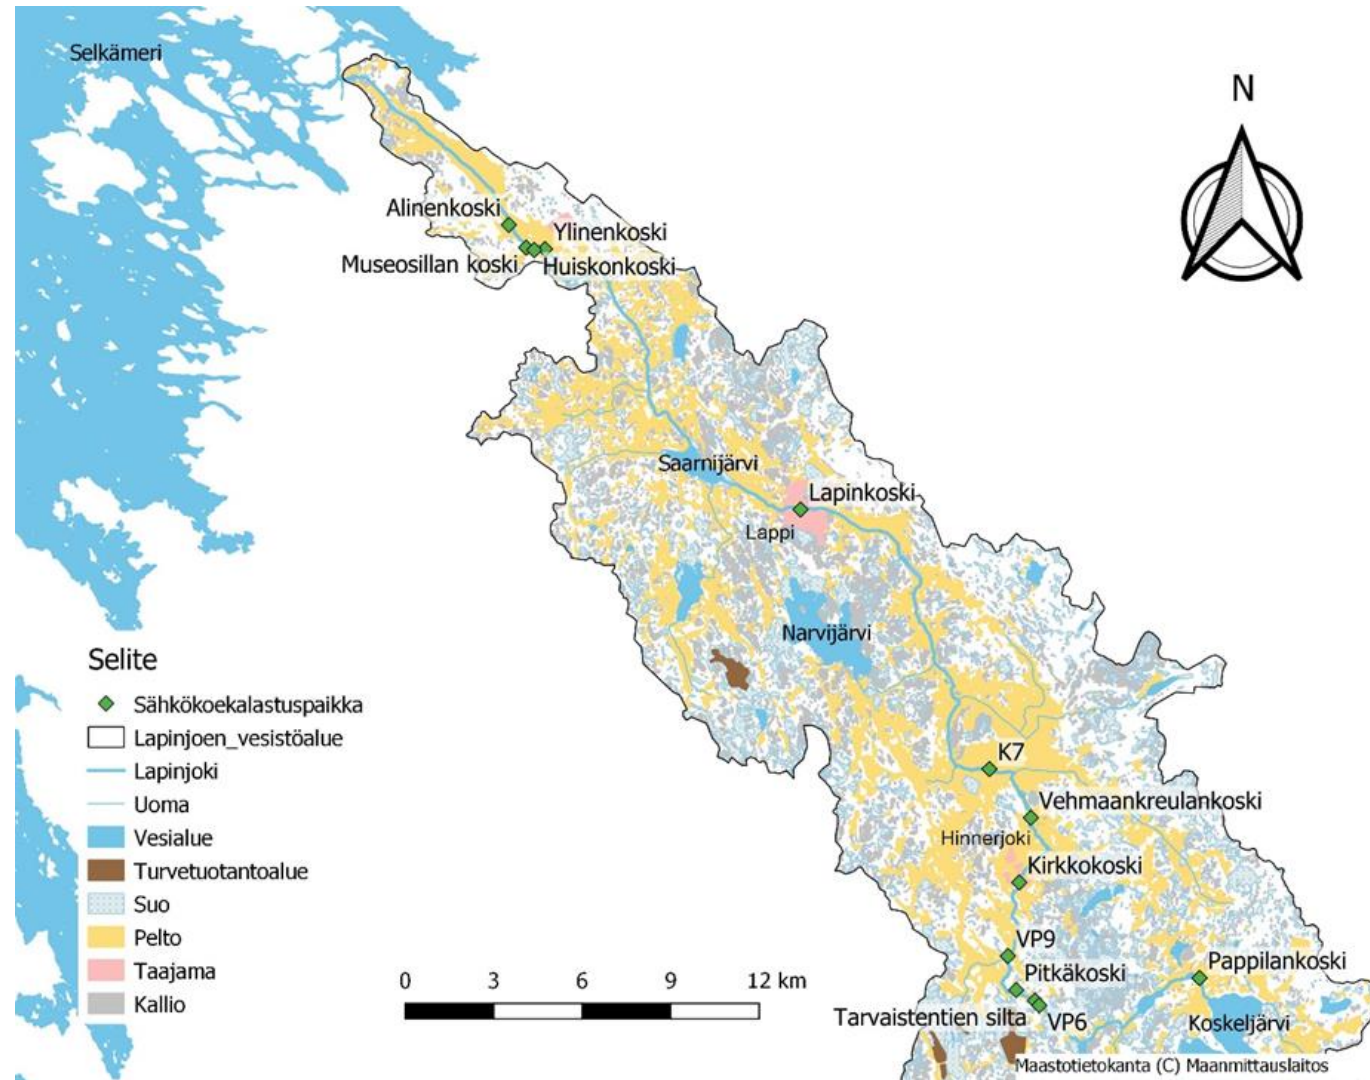 Selkämeri
N
Alinenkoski
Ylinenkoski
Museosillan koski
Huiskonkoski
Saarnijärvi
Lapinkoski
Lappi
Narvijärvi
K7
Vehmaankreulankoski
Hinnerjoki
Kirkkokoski
VP9
Pitkäkoski
Pappilankoski
Tarvaistentien silta
VP6
Koskeljärvi
Selite
Sähkökoekalastuspaikka
Lapinjoen_vesistöalue
Lapinjoki
Uoma
Vesialue
Turvetuotantoalue
Suo
Pelto
Taajama
Kallio
0 3 6 9 12 km
Maastotietokanta (C) Maanmittauslaitos